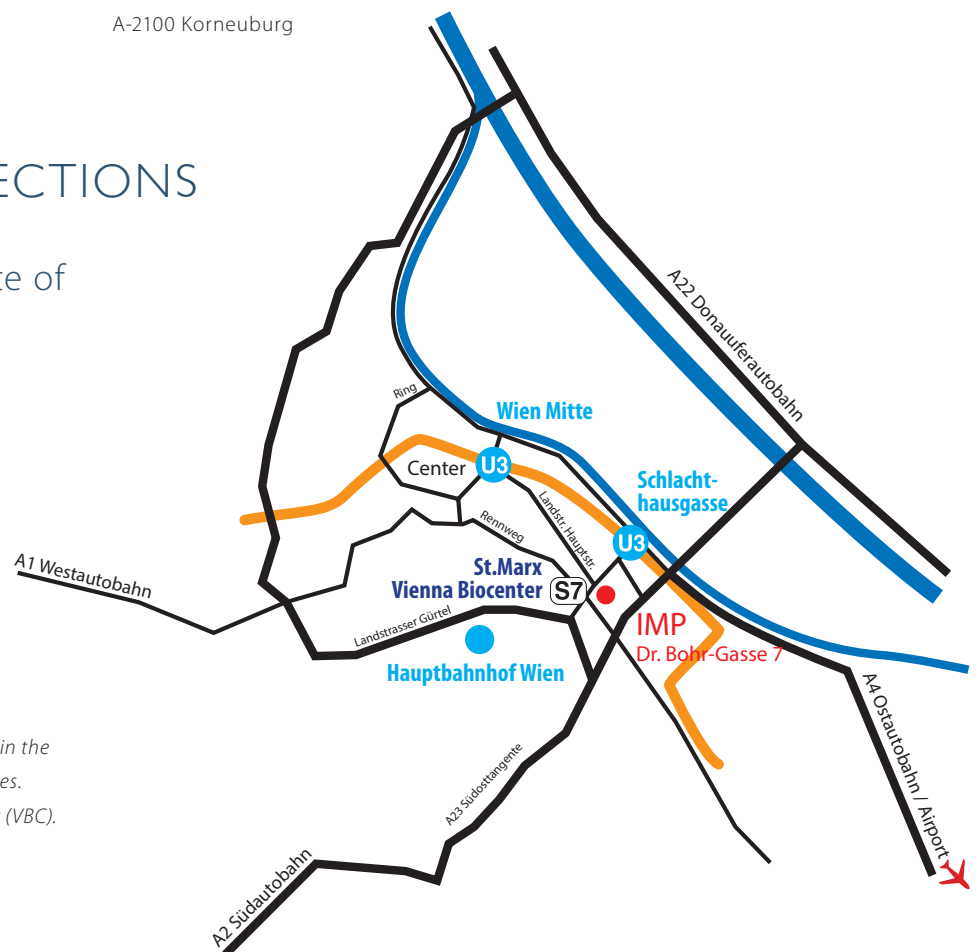 A-2100 Korneuburg
ECTIONS
te of
A22 Donauuferautobahn
Ring
Wien Mitte
Center
U3
Schlacht-
hausgasse
Landstr. Hauptstr.
Rennweg
U3
A1 Westautobahn
St.Marx
Vienna Biocenter
S7
IMP
Dr. Bohr-Gasse 7
Landstrasser Gürtel
Hauptbahnhof Wien
A4 Ostautobahn / Airport
in the
es.
(VBC).
A23 Südosttangente
A2 Südautobahn